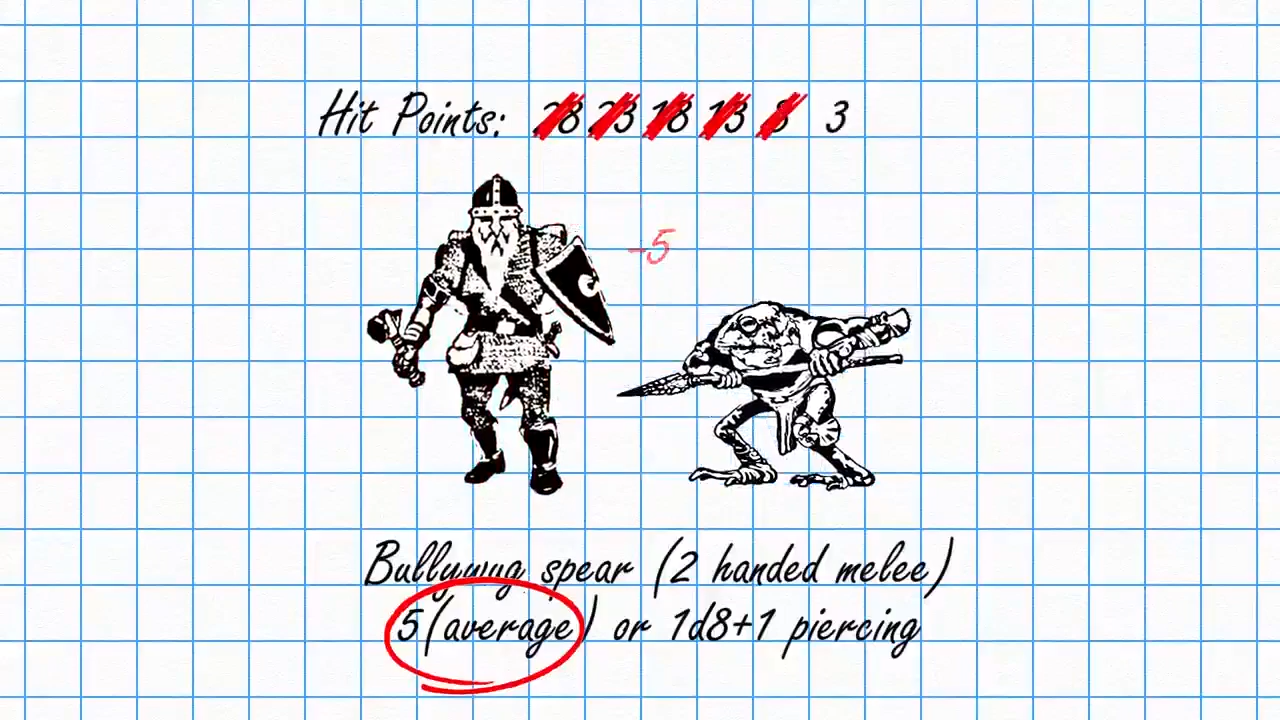 Hit Points: 28 23 18 13 8 3
-5
Bullywug spear (2 handed melee)
5 (average) or 1d8+1 piercing